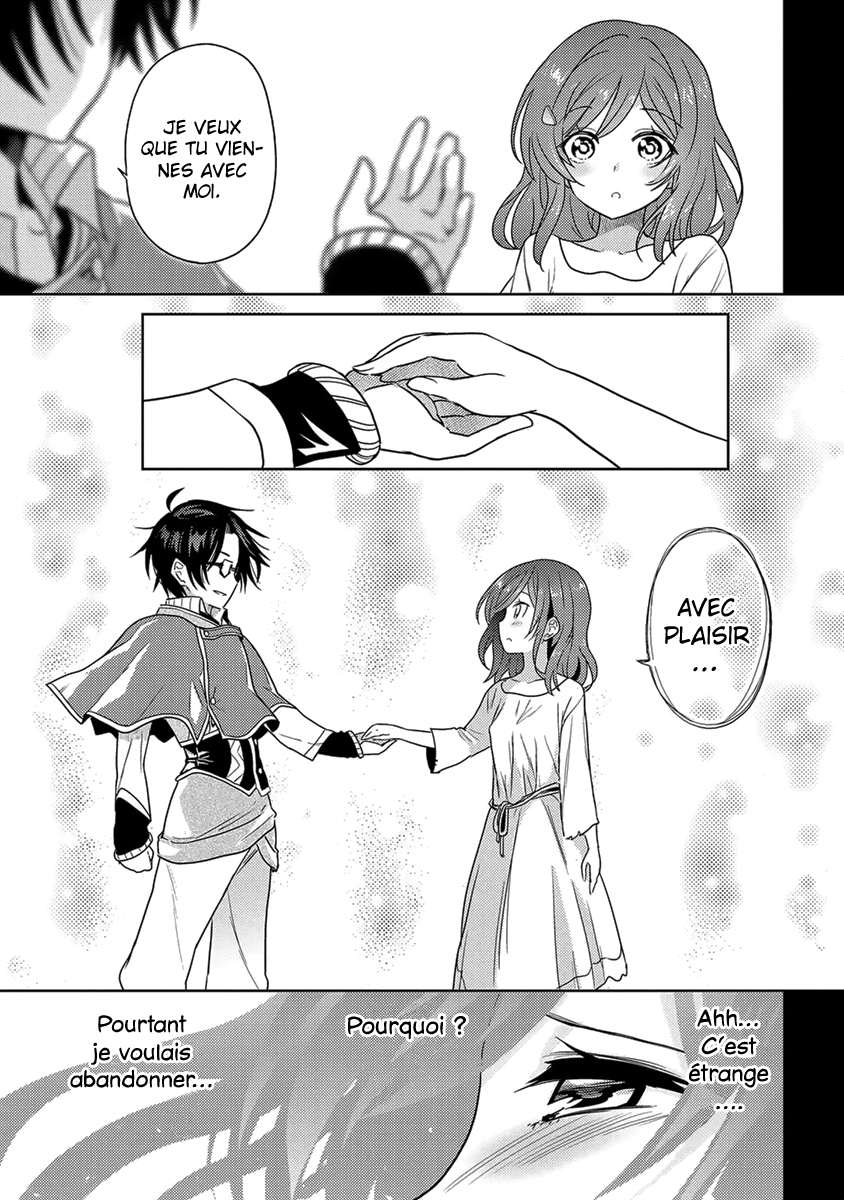 JE VEUX
QUE TU VIEN-
NES AVEC
MOI.
AVEC
PLAISIR
...
Ahh...
C'est
étrange
....
Pourquoi ?
Pourtant
je voulais
abandonner...